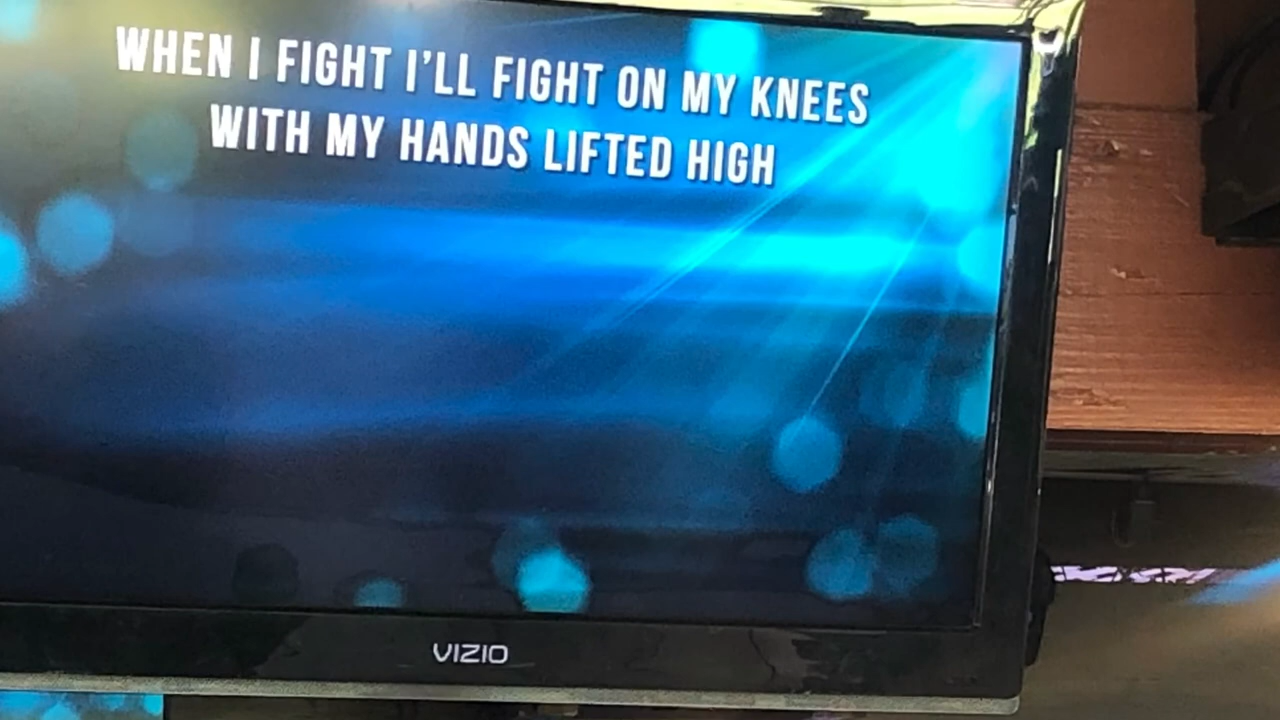 WHEN I FIGHT I'LL FIGHT ON MY KNEES
WITH MY HANDS LIFTED HIGH
VIZIO